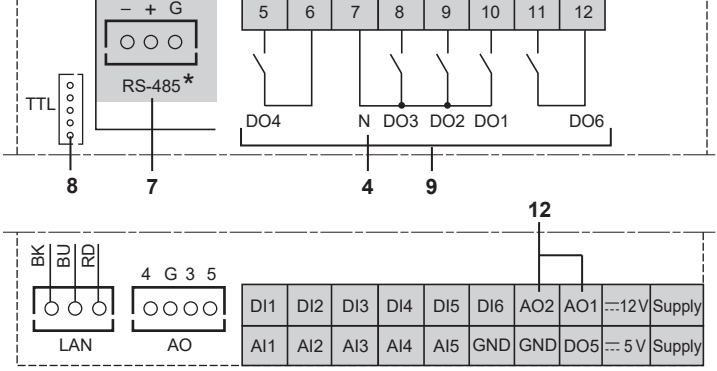 – + G
5 6 7 8 9 10 11 12
RS-485*
TTL
DO4 N DO3 DO2 DO1 DO6
8 7 4 9
12
BK BU RD
4 G 3 5
LAN AO
DI1 DI2 DI3 DI4 DI5 DI6 AO2 AO1 ⎓12V Supply
AI1 AI2 AI3 AI4 AI5 GND GND DO5 ⎓ 5V Supply